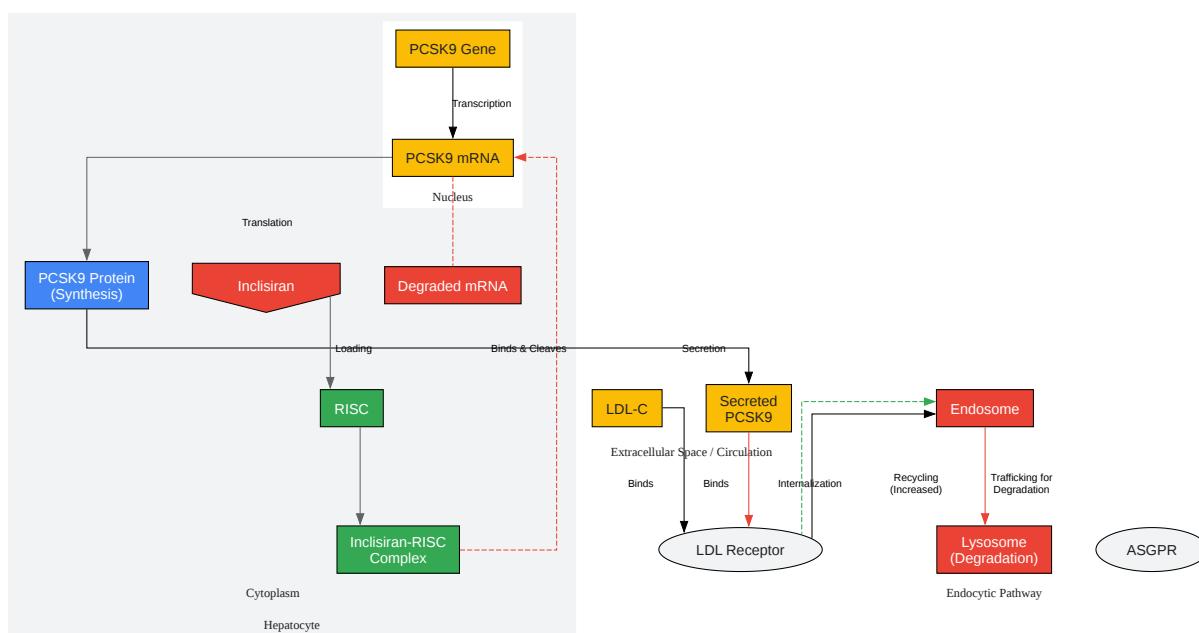 PCSK9 Gene
Transcription
PCSK9 mRNA
Nucleus
Translation
PCSK9 Protein
(Synthesis)
Inclisiran
Degraded mRNA
Loading
Binds & Cleaves
Secretion
RISC
LDL-C
Secreted
PCSK9
Endosome
Extracellular Space / Circulation
Binds
Binds
Internalization
Recycling
(Increased)
Trafficking for
Degradation
Inclisiran-RISC
Complex
LDL Receptor
Lysosome
(Degradation)
ASGPR
Cytoplasm
Endocytic Pathway
Hepatocyte